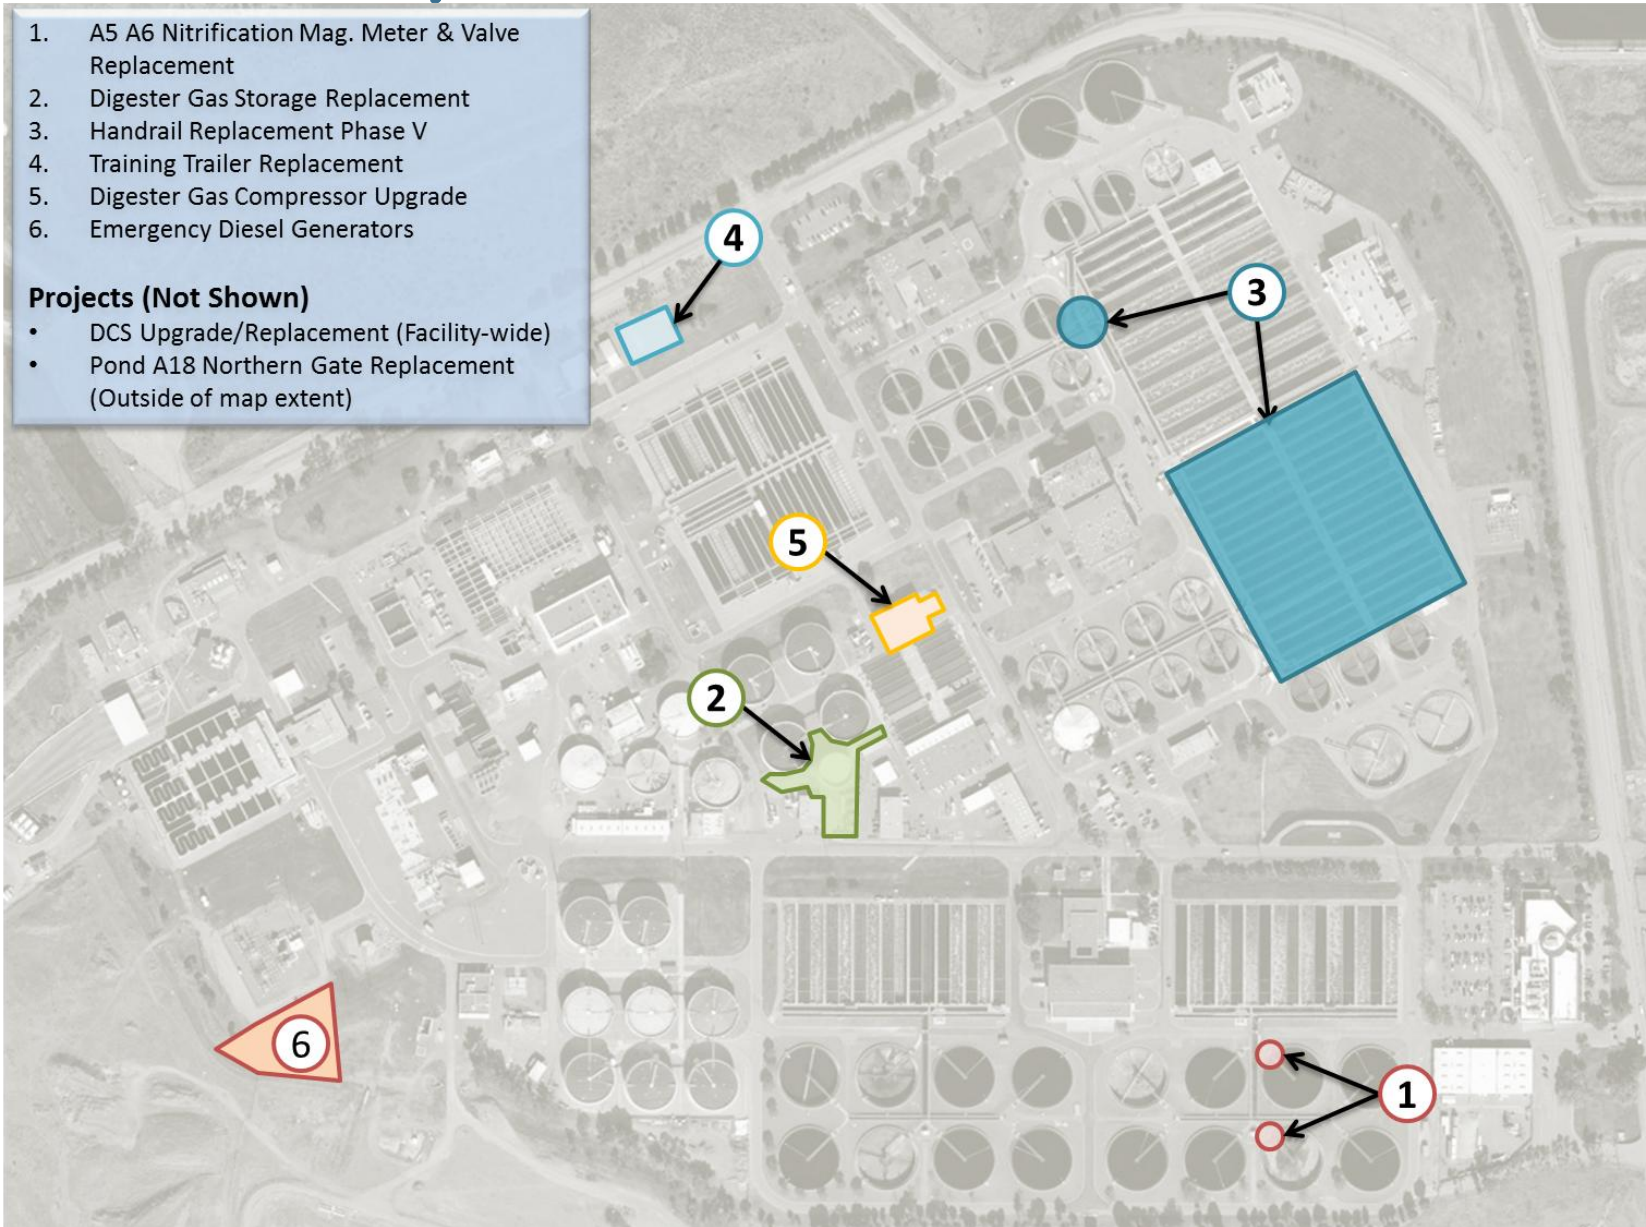 1. A5 A6 Nitrification Mag. Meter & Valve
Replacement
2. Digester Gas Storage Replacement
3. Handrail Replacement Phase V
4. Training Trailer Replacement
5. Digester Gas Compressor Upgrade
6. Emergency Diesel Generators
Projects (Not Shown)
• DCS Upgrade/Replacement (Facility-wide)
• Pond A18 Northern Gate Replacement
(Outside of map extent)
4
3
5
2
6
1